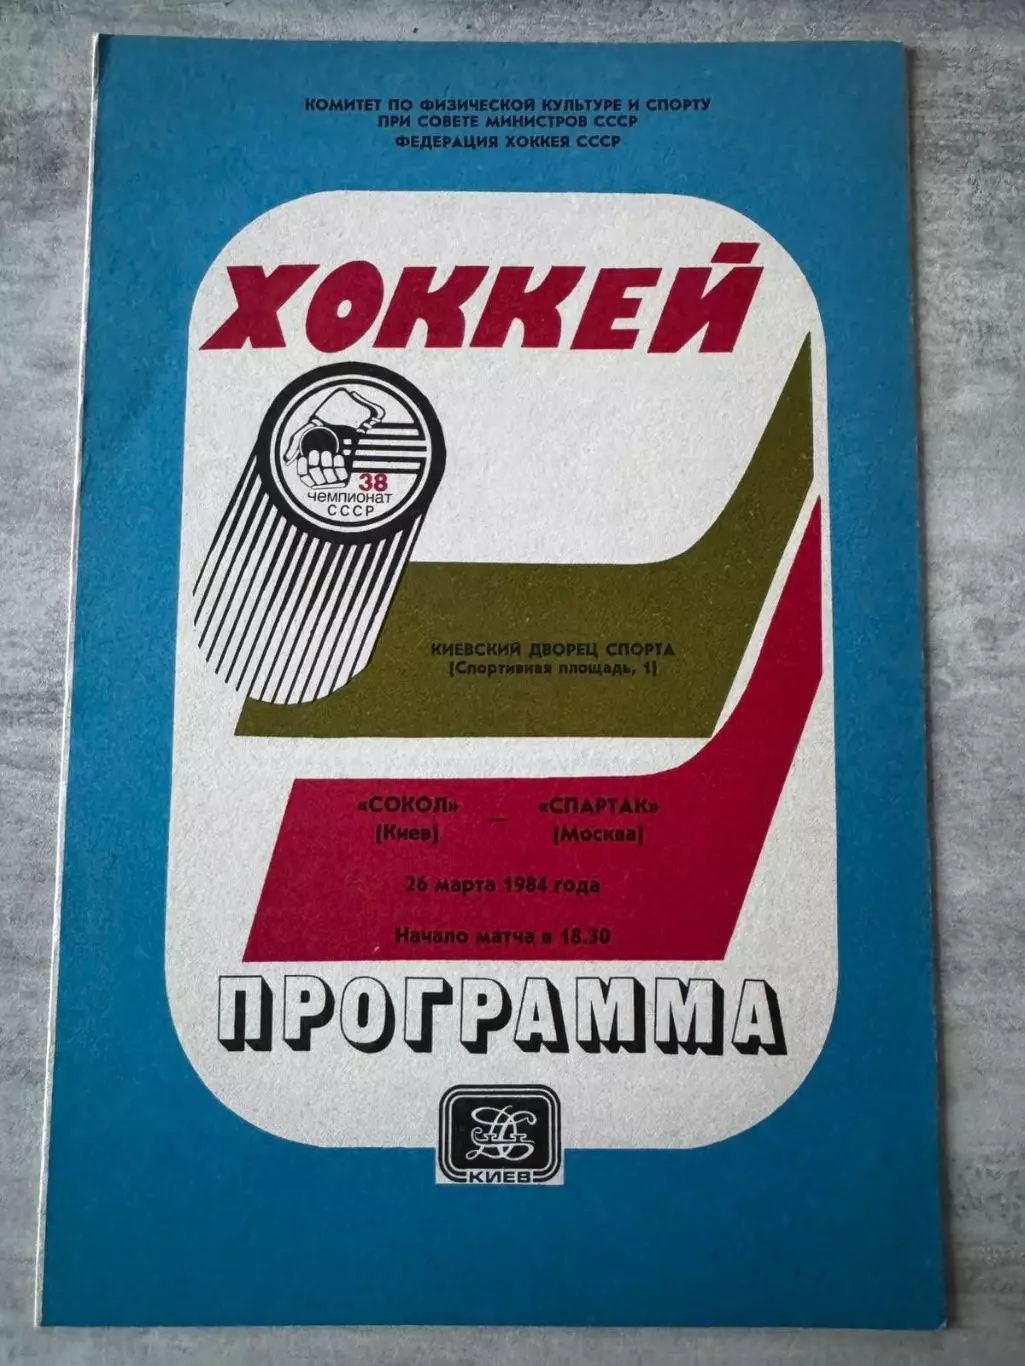 КОМИТЕТ ПО ФИЗИЧЕСКОЙ КУЛЬТУРЕ И СПОРТУ
ПРИ СОВЕТЕ МИНИСТРОВ СССР
ФЕДЕРАЦИЯ ХОККЕЯ СССР
ХОККЕЙ
38
ЧЕМПИОНАТ
СССР
КИЕВСКИЙ ДВОРЕЦ СПОРТА
(Спортивная площадь, 1)
«СОКОЛ» — «СПАРТАК»
(Киев) (Москва)
26 марта 1984 года
Начало матча в 18.30
ПРОГРАММА
КИЕВ